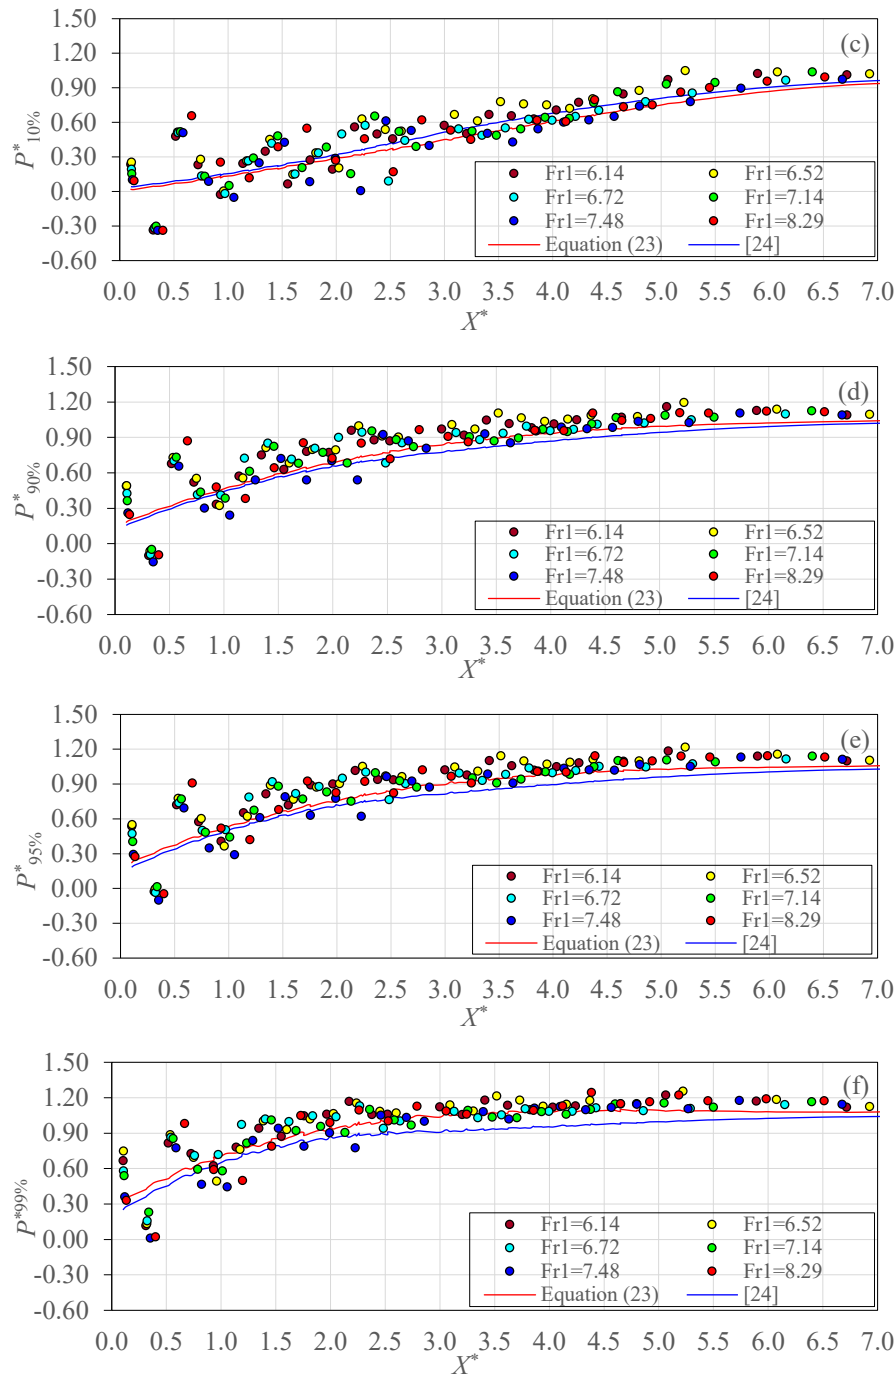 1.50
(c)
1.20
0.90
0.60
0.30
0.00
-0.30
-0.60
P*10%
Fr1=6.14 Fr1=6.52
Fr1=6.72 Fr1=7.14
Fr1=7.48 Fr1=8.29
Equation (23) [24]
0.0 0.5 1.0 1.5 2.0 2.5 3.0 3.5 4.0 4.5 5.0 5.5 6.0 6.5 7.0
X*
1.50
(d)
1.20
0.90
0.60
0.30
0.00
-0.30
-0.60
P*90%
Fr1=6.14 Fr1=6.52
Fr1=6.72 Fr1=7.14
Fr1=7.48 Fr1=8.29
Equation (23) [24]
0.0 0.5 1.0 1.5 2.0 2.5 3.0 3.5 4.0 4.5 5.0 5.5 6.0 6.5 7.0
X*
1.50
(e)
1.20
0.90
0.60
0.30
0.00
-0.30
-0.60
P*95%
Fr1=6.14 Fr1=6.52
Fr1=6.72 Fr1=7.14
Fr1=7.48 Fr1=8.29
Equation (23) [24]
0.0 0.5 1.0 1.5 2.0 2.5 3.0 3.5 4.0 4.5 5.0 5.5 6.0 6.5 7.0
X*
1.50
(f)
1.20
0.90
0.60
0.30
0.00
-0.30
-0.60
P*99%
Fr1=6.14 Fr1=6.52
Fr1=6.72 Fr1=7.14
Fr1=7.48 Fr1=8.29
Equation (23) [24]
0.0 0.5 1.0 1.5 2.0 2.5 3.0 3.5 4.0 4.5 5.0 5.5 6.0 6.5 7.0
X*